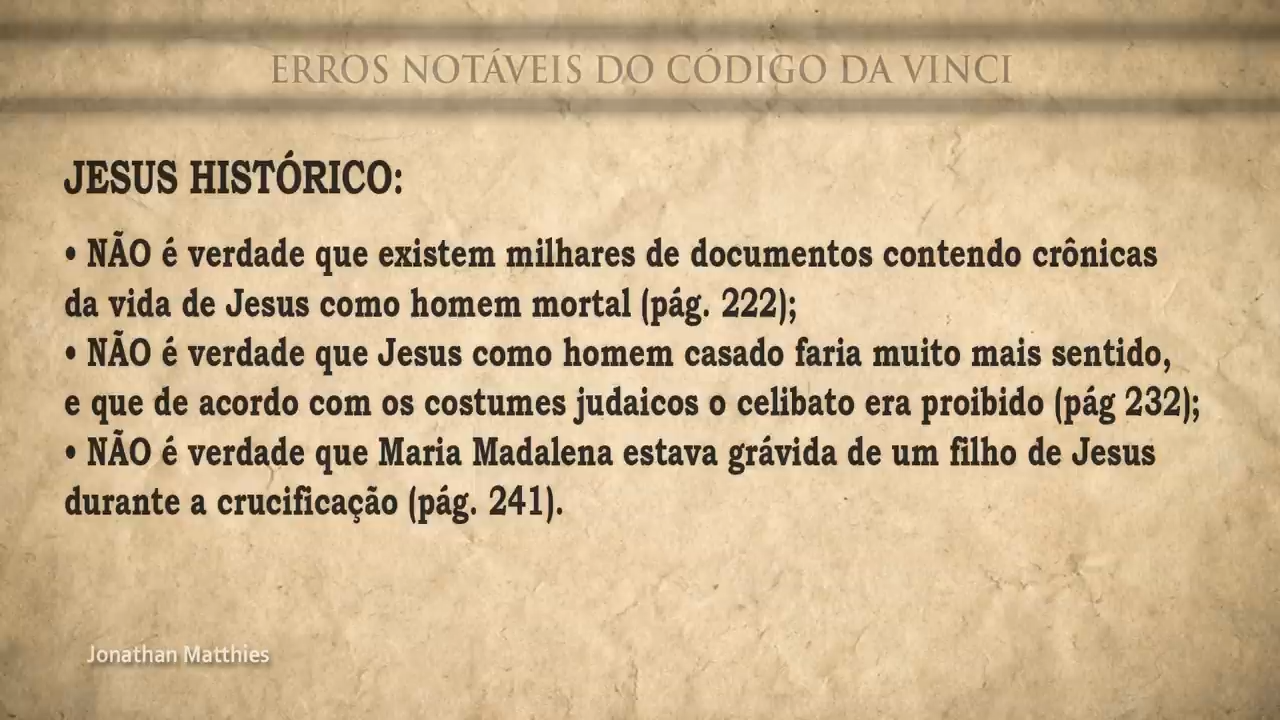 ERROS NOTÁVEIS DO CÓDIGO DA VINCI
JESUS HISTÓRICO:
• NÃO é verdade que existem milhares de documentos contendo crônicas
da vida de Jesus como homem mortal (pág. 222);
• NÃO é verdade que Jesus como homem casado faria muito mais sentido,
e que de acordo com os costumes judaicos o celibato era proibido (pág 232);
• NÃO é verdade que Maria Madalena estava grávida de um filho de Jesus
durante a crucificação (pág. 241).
Jonathan Matthies